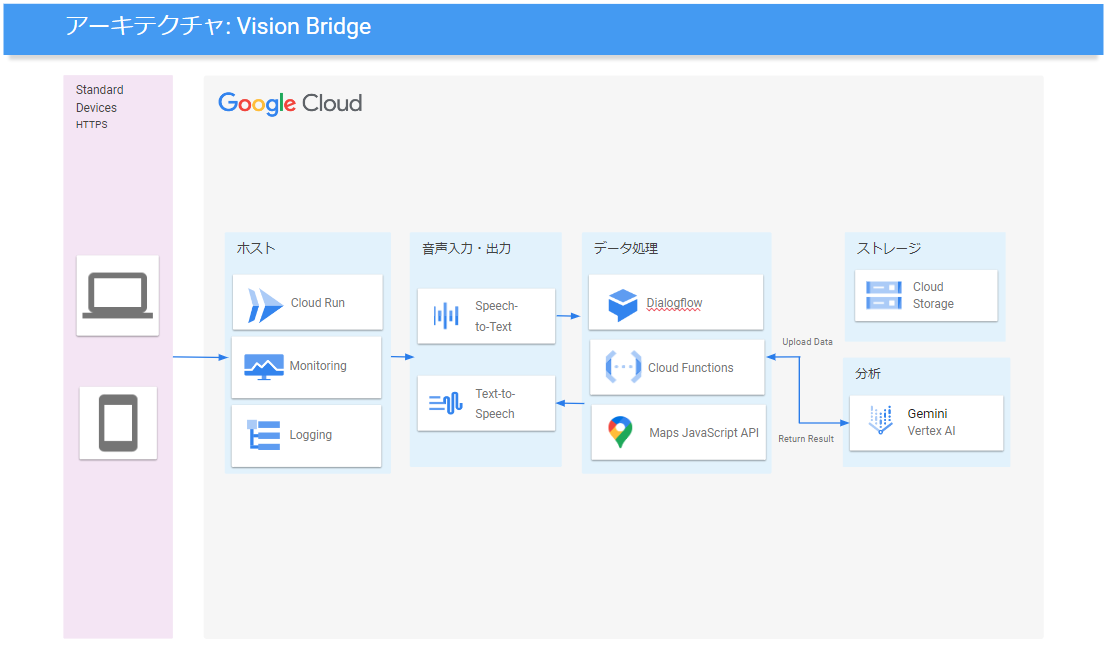 アーキテクチャ: Vision Bridge
Standard
Devices
HTTPS
Google Cloud
ホスト
Cloud Run
Monitoring
Logging
音声入力・出力
Speech-
to-Text
Text-to-
Speech
データ処理
Dialogflow
Cloud Functions
Maps JavaScript API
Upload Data
Return Result
ストレージ
Cloud
Storage
分析
Gemini
Vertex AI